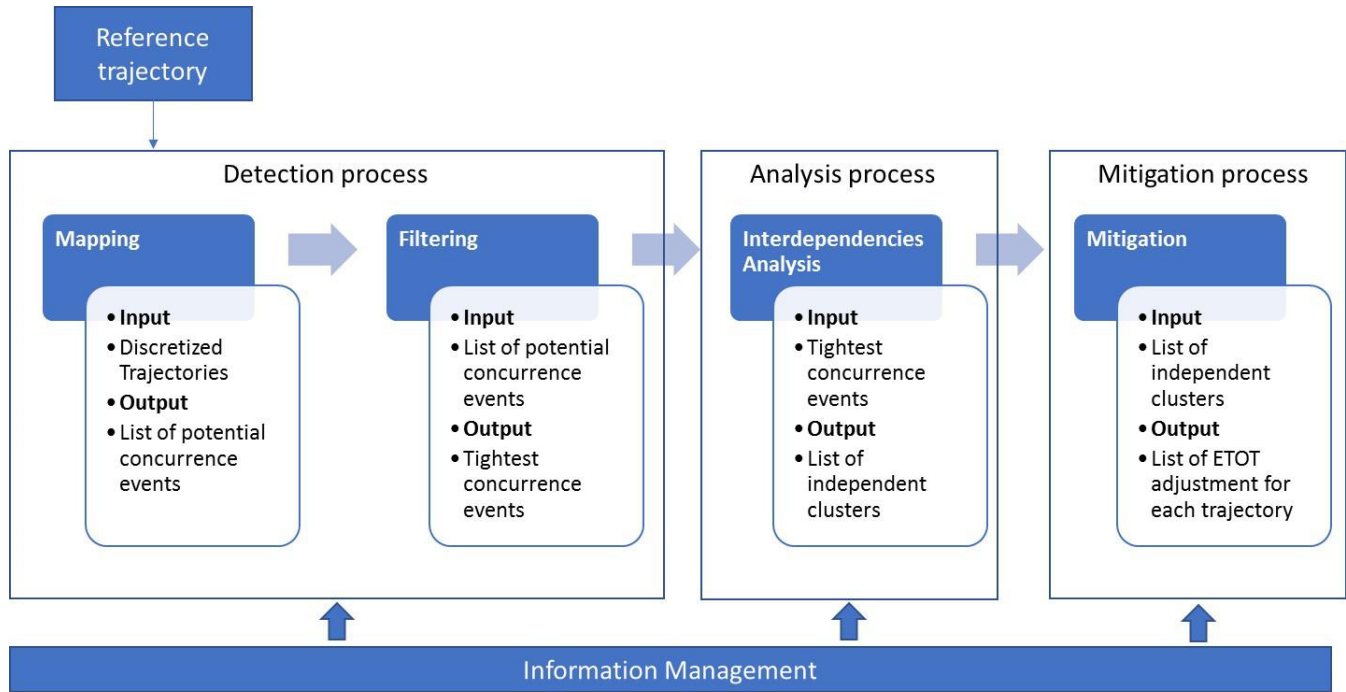 Reference
trajectory
Detection process
Mapping
• Input
• Discretized
Trajectories
• Output
• List of potential
concurrence
events
Filtering
• Input
• List of potential
concurrence
events
• Output
• Tightest
concurrence
events
Analysis process
Interdependencies
Analysis
• Input
• Tightest
concurrence
events
• Output
• List of
independent
clusters
Mitigation process
Mitigation
• Input
• List of
independent
clusters
• Output
• List of ETOT
adjustment for
each trajectory
Information Management